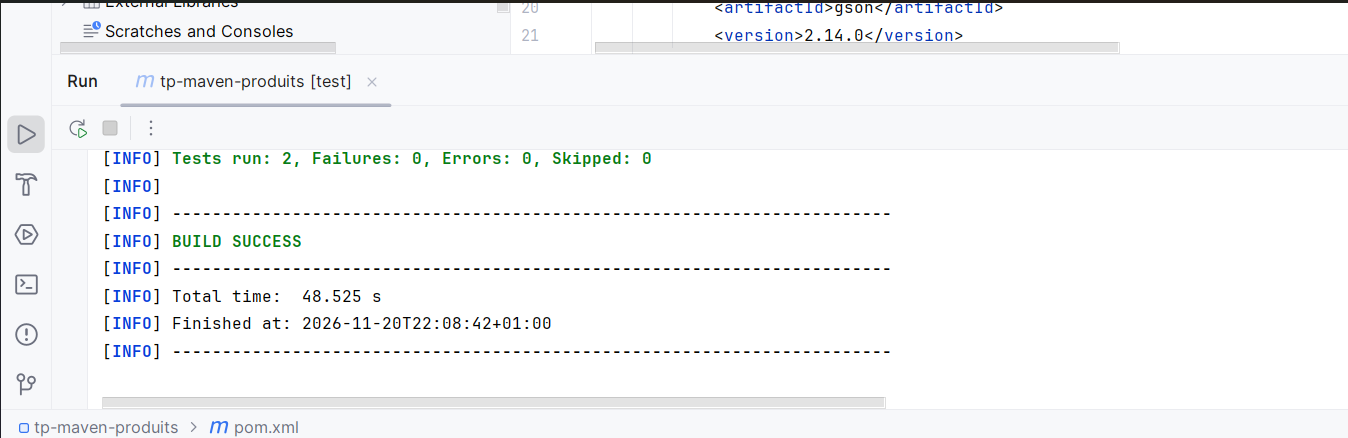 External Libraries
20 <artifactId>gson</artifactId>
Scratches and Consoles
21 <version>2.14.0</version>
Run tp-maven-produits [test]
[INFO] Tests run: 2, Failures: 0, Errors: 0, Skipped: 0
[INFO]
[INFO] ------------------------------------------------------------------------
[INFO] BUILD SUCCESS
[INFO] ------------------------------------------------------------------------
[INFO] Total time:  48.525 s
[INFO] Finished at: 2026-11-20T22:08:42+01:00
[INFO] ------------------------------------------------------------------------
tp-maven-produits > pom.xml